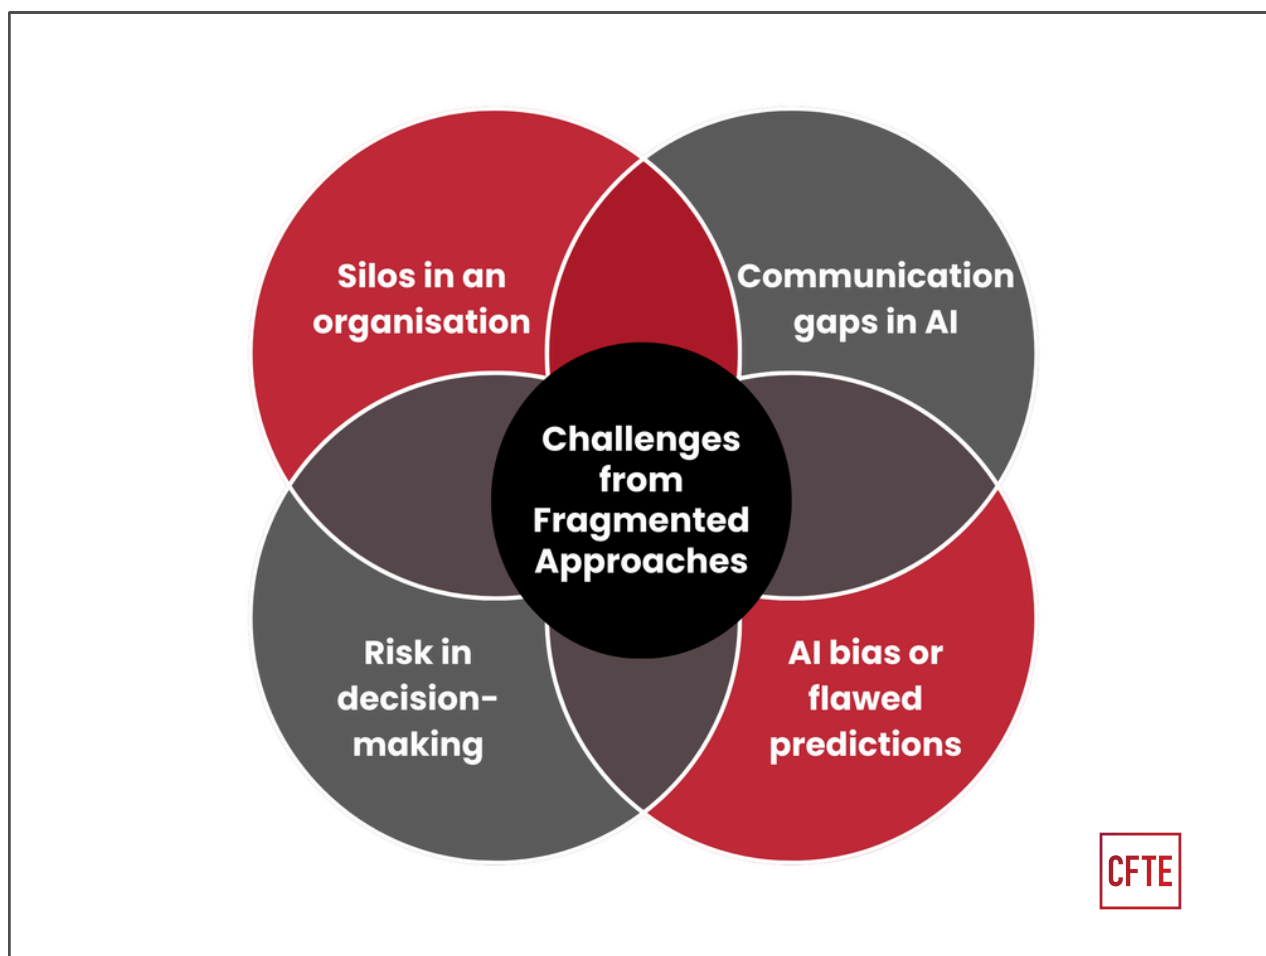 Silos in an
organisation
Communication
gaps in AI
Challenges
from
Fragmented
Approaches
Risk in
decision-
making
AI bias or
flawed
predictions
CFTE